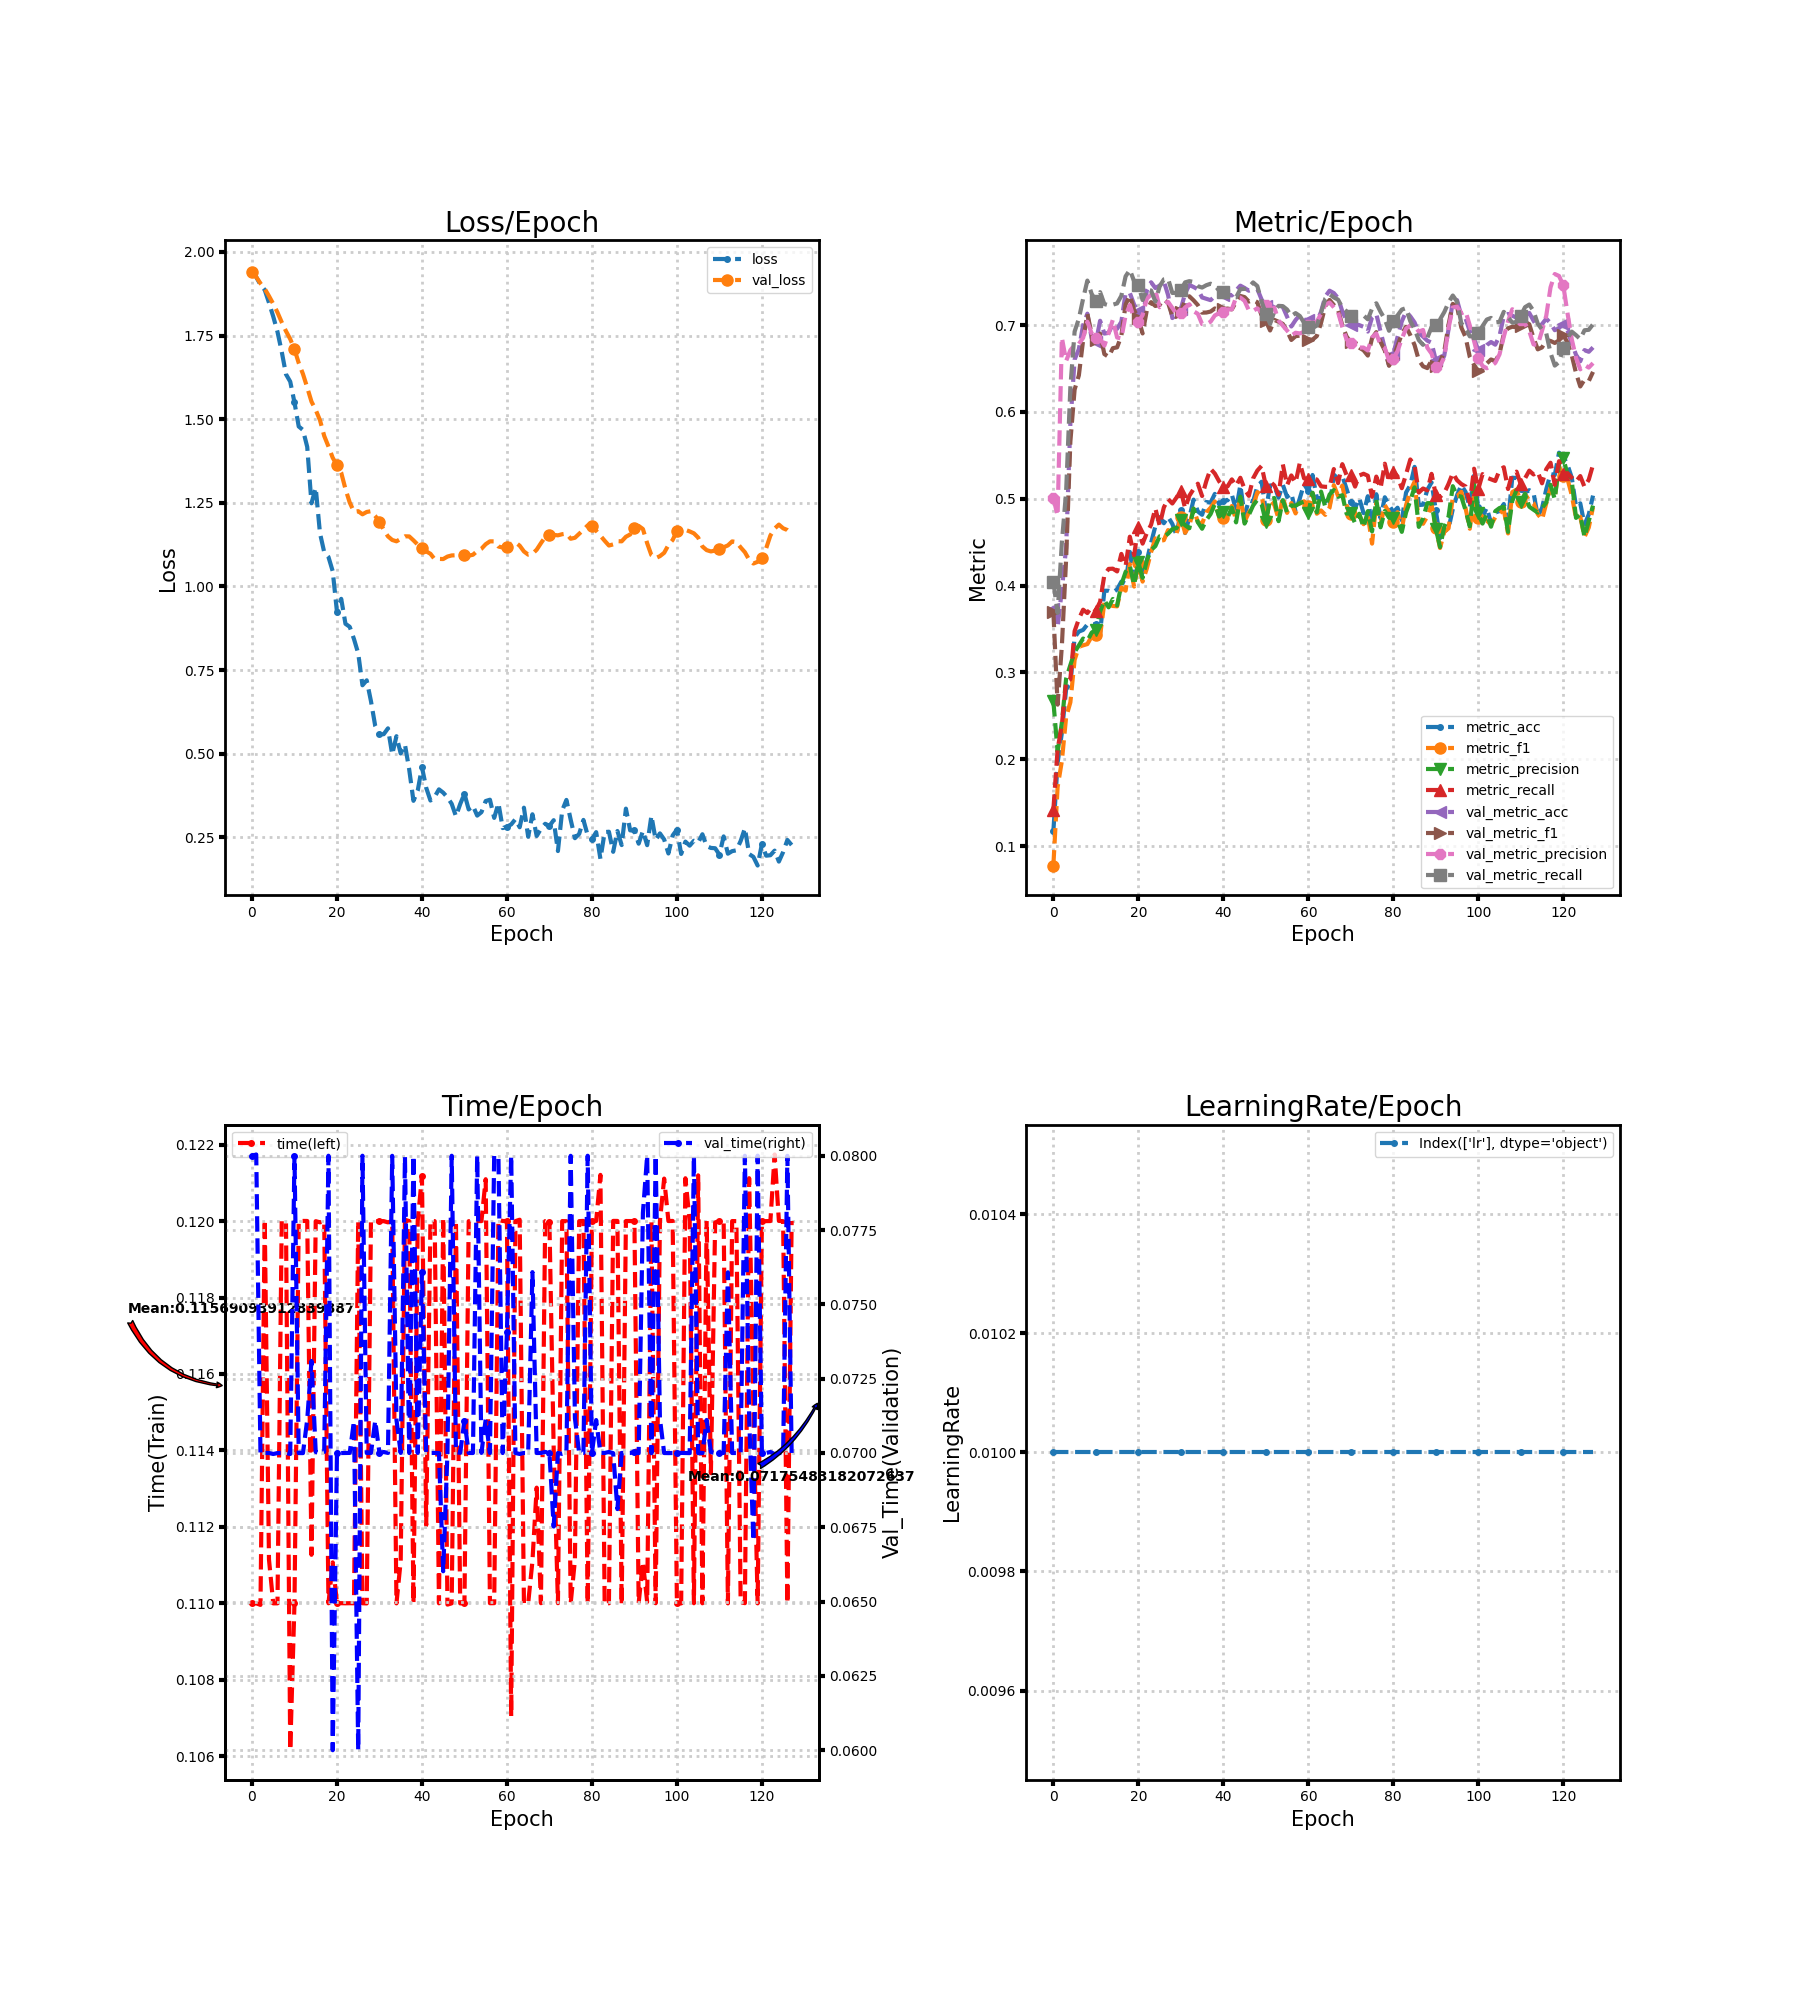 Loss/Epoch
2.00
1.75
1.50
1.25
1.00
0.75
0.50
0.25
Loss
0
20
40
60
80
100
120
Epoch
loss
val_loss
Metric/Epoch
0.7
0.6
0.5
0.4
0.3
0.2
0.1
Metric
0
20
40
60
80
100
120
Epoch
metric_acc
metric_f1
metric_precision
metric_recall
val_metric_acc
val_metric_f1
val_metric_precision
val_metric_recall
Time/Epoch
time(left)
val_time(right)
0.122
0.120
0.118
0.116
0.114
0.112
0.110
0.108
0.106
Time(Train)
0.0800
0.0775
0.0750
0.0725
0.0700
0.0675
0.0650
0.0625
0.0600
Val_Time(Validation)
Mean:0.07175483182072637
0
20
40
60
80
100
120
Epoch
LearningRate/Epoch
Index(['lr'], dtype='object')
0.0104
0.0102
0.0100
0.0098
0.0096
LearningRate
0
20
40
60
80
100
120
Epoch